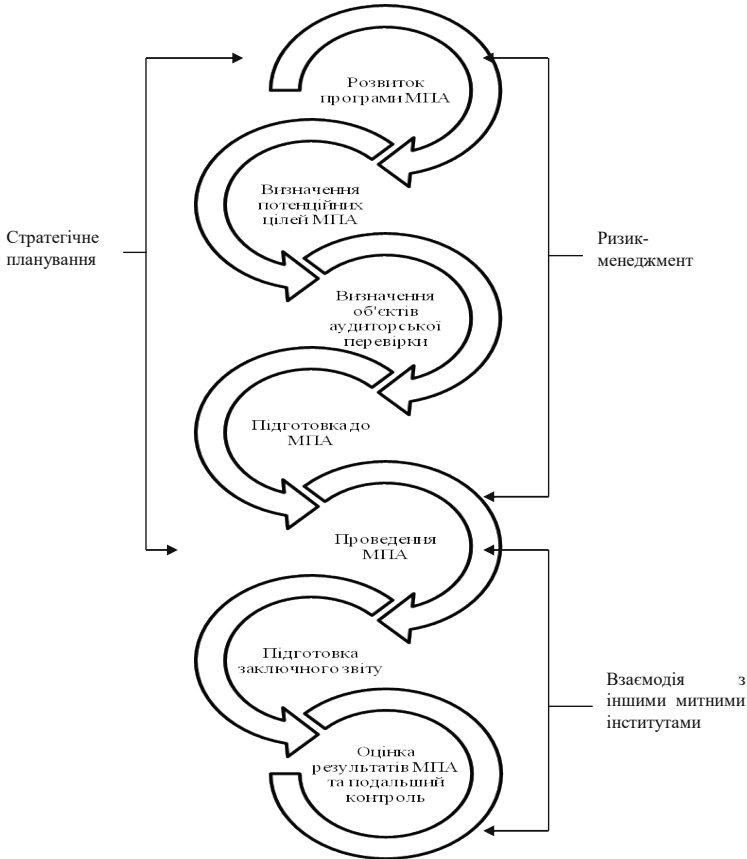 Розвиток
програми МПА
Визначення
потенційних
цілей МПА
Стратегічне
планування
Ризик-
менеджмент
Визначення
об'єктів
аудиторської
перевірки
Підготовка до
МПА
Проведення
МПА
Підготовка
заключного звіту
Взаємодія з
іншими митними
інститутами
Оцінка
результатів МПА
та подальший
контроль